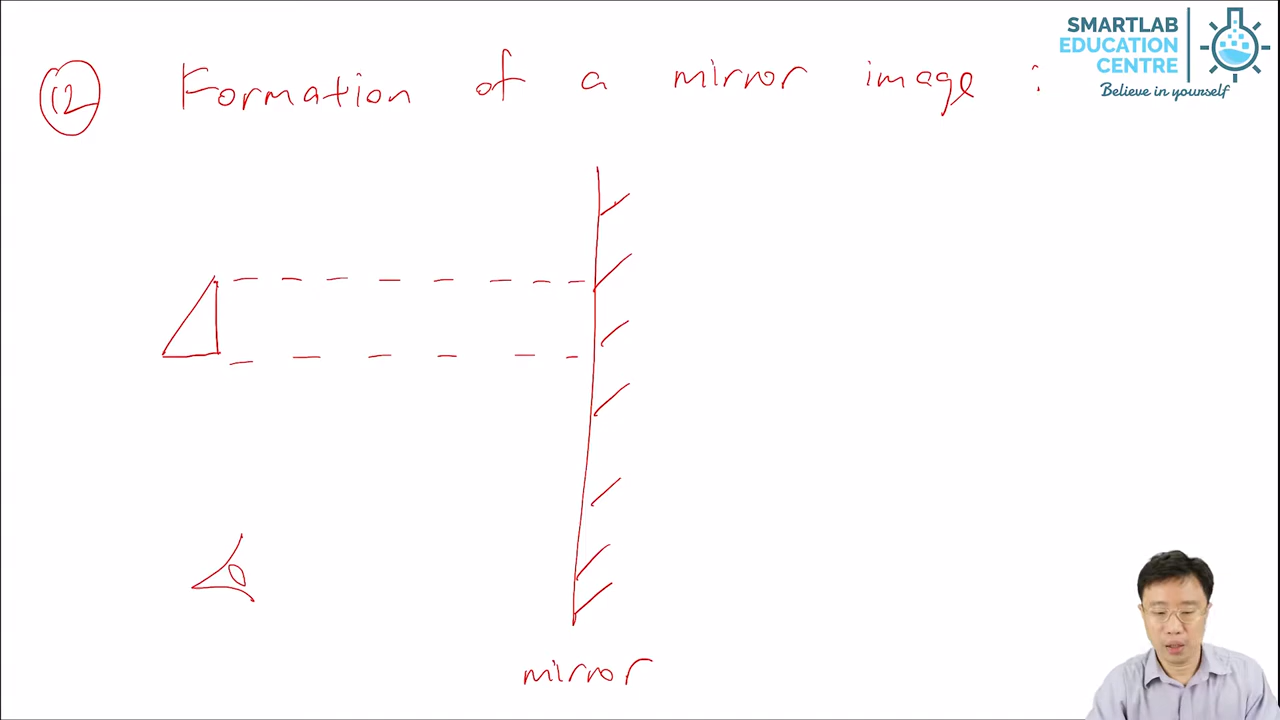 SMARTLAB
EDUCATION
CENTRE
Believe in yourself
12 Formation of a mirror image :
mirror